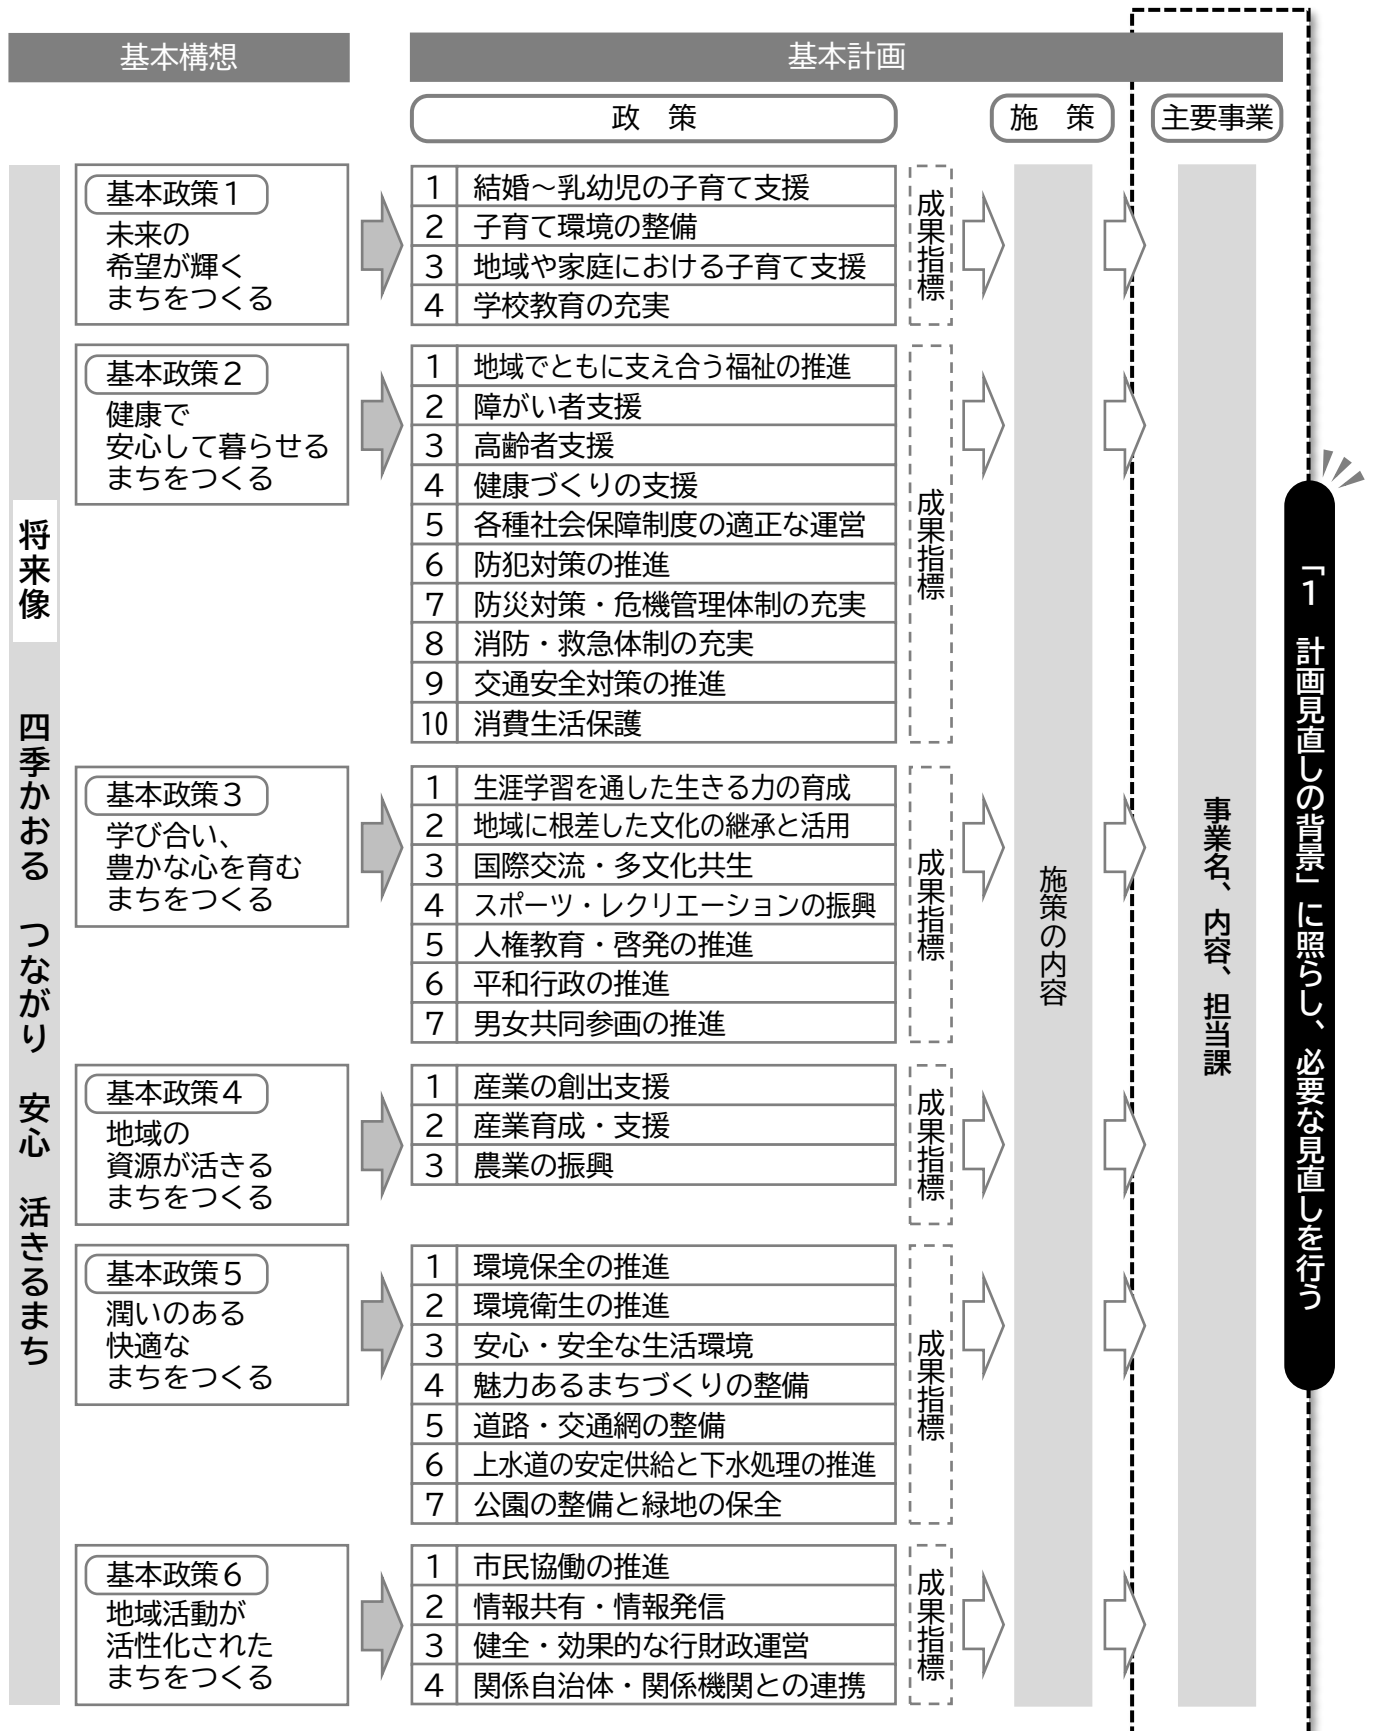 基本構想
基本計画
政　策
施　策
主要事業
将来像
四季かおる　つながり　安心　活きるまち
基本政策1
未来の
希望が輝く
まちをつくる
1 結婚～乳幼児の子育て支援
2 子育て環境の整備
3 地域や家庭における子育て支援
4 学校教育の充実
成果指標
基本政策2
健康で
安心して暮らせる
まちをつくる
1 地域でともに支え合う福祉の推進
2 障がい者支援
3 高齢者支援
4 健康づくりの支援
5 各種社会保障制度の適正な運営
6 防犯対策の推進
7 防災対策・危機管理体制の充実
8 消防・救急体制の充実
9 交通安全対策の推進
10 消費生活保護
成果指標
基本政策3
学び合い、
豊かな心を育む
まちをつくる
1 生涯学習を通した生きる力の育成
2 地域に根差した文化の継承と活用
3 国際交流・多文化共生
4 スポーツ・レクリエーションの振興
5 人権教育・啓発の推進
6 平和行政の推進
7 男女共同参画の推進
成果指標
基本政策4
地域の
資源が活きる
まちをつくる
1 産業の創出支援
2 産業育成・支援
3 農業の振興
成果指標
基本政策5
潤いのある
快適な
まちをつくる
1 環境保全の推進
2 環境衛生の推進
3 安心・安全な生活環境
4 魅力あるまちづくりの整備
5 道路・交通網の整備
6 上水道の安定供給と下水処理の推進
7 公園の整備と緑地の保全
成果指標
基本政策6
地域活動が
活性化された
まちをつくる
1 市民協働の推進
2 情報共有・情報発信
3 健全・効果的な行財政運営
4 関係自治体・関係機関との連携
成果指標
施策の内容
事業名、内容、担当課
「1　計画見直しの背景」に照らし、必要な見直しを行う